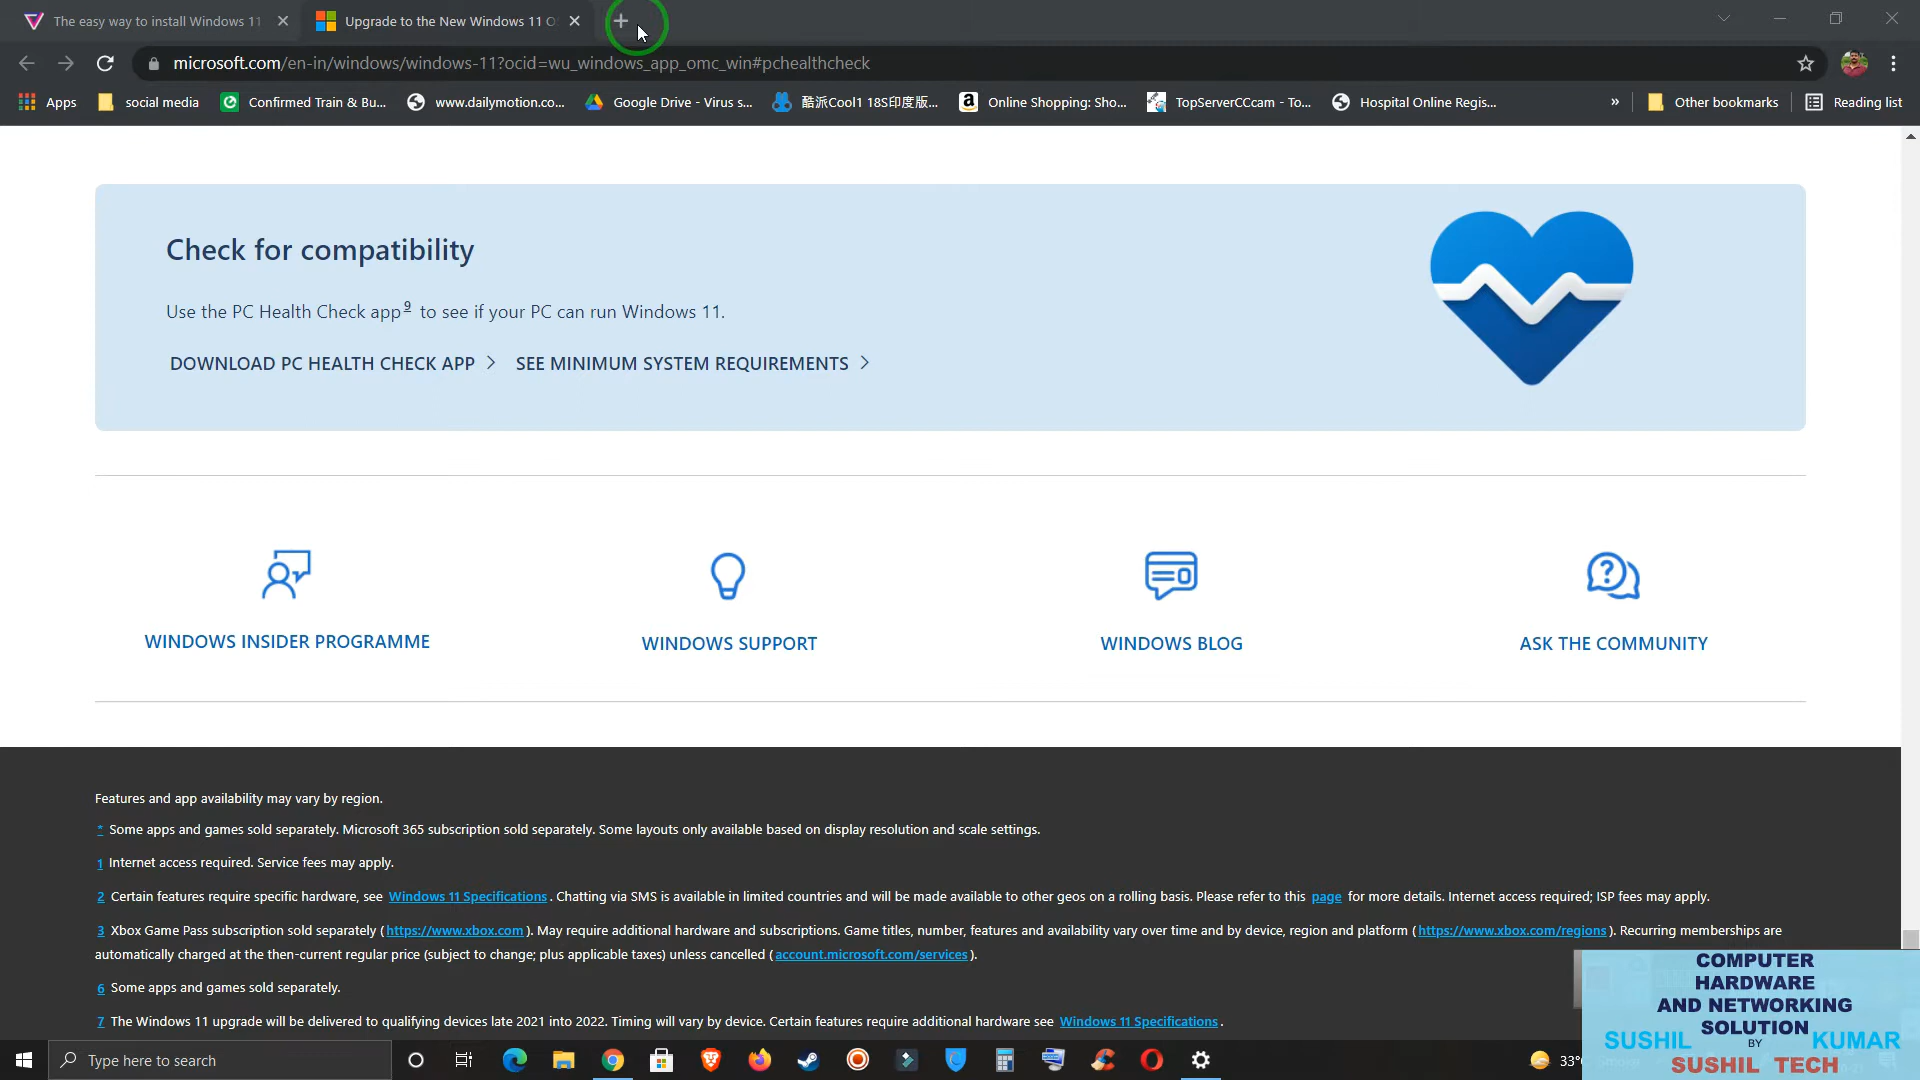 The easy way to install Windows 11
Upgrade to the New Windows 11 O
microsoft.com/en-in/windows/windows-11?ocid=wu_windows_app_omc_win#pchealthcheck
Apps
social media
Confirmed Train & Bu...
www.dailymotion.co...
Google Drive - Virus s...
酷派Cool1 18S印度版...
Online Shopping: Sho...
TopServerCCcam - To...
Hospital Online Regis...
»
Other bookmarks
Reading list
Check for compatibility
Use the PC Health Check app9 to see if your PC can run Windows 11.
DOWNLOAD PC HEALTH CHECK APP
SEE MINIMUM SYSTEM REQUIREMENTS
WINDOWS INSIDER PROGRAMME
WINDOWS SUPPORT
WINDOWS BLOG
ASK THE COMMUNITY
Features and app availability may vary by region.
* Some apps and games sold separately. Microsoft 365 subscription sold separately. Some layouts only available based on display resolution and scale settings.
1 Internet access required. Service fees may apply.
2 Certain features require specific hardware, see Windows 11 Specifications. Chatting via SMS is available in limited countries and will be made available to other geos on a rolling basis. Please refer to this page for more details. Internet access required; ISP fees may apply.
3 Xbox Game Pass subscription sold separately (https://www.xbox.com). May require additional hardware and subscriptions. Game titles, number, features and availability vary over time and by device, region and platform (https://www.xbox.com/regions). Recurring memberships are
automatically charged at the then-current regular price (subject to change; plus applicable taxes) unless cancelled (account.microsoft.com/services).
6 Some apps and games sold separately.
7 The Windows 11 upgrade will be delivered to qualifying devices late 2021 into 2022. Timing will vary by device. Certain features require additional hardware see Windows 11 Specifications.
COMPUTER
HARDWARE
AND NETWORKING
SOLUTION
SUSHIL BY KUMAR
SUSHIL TECH
Type here to search
33°